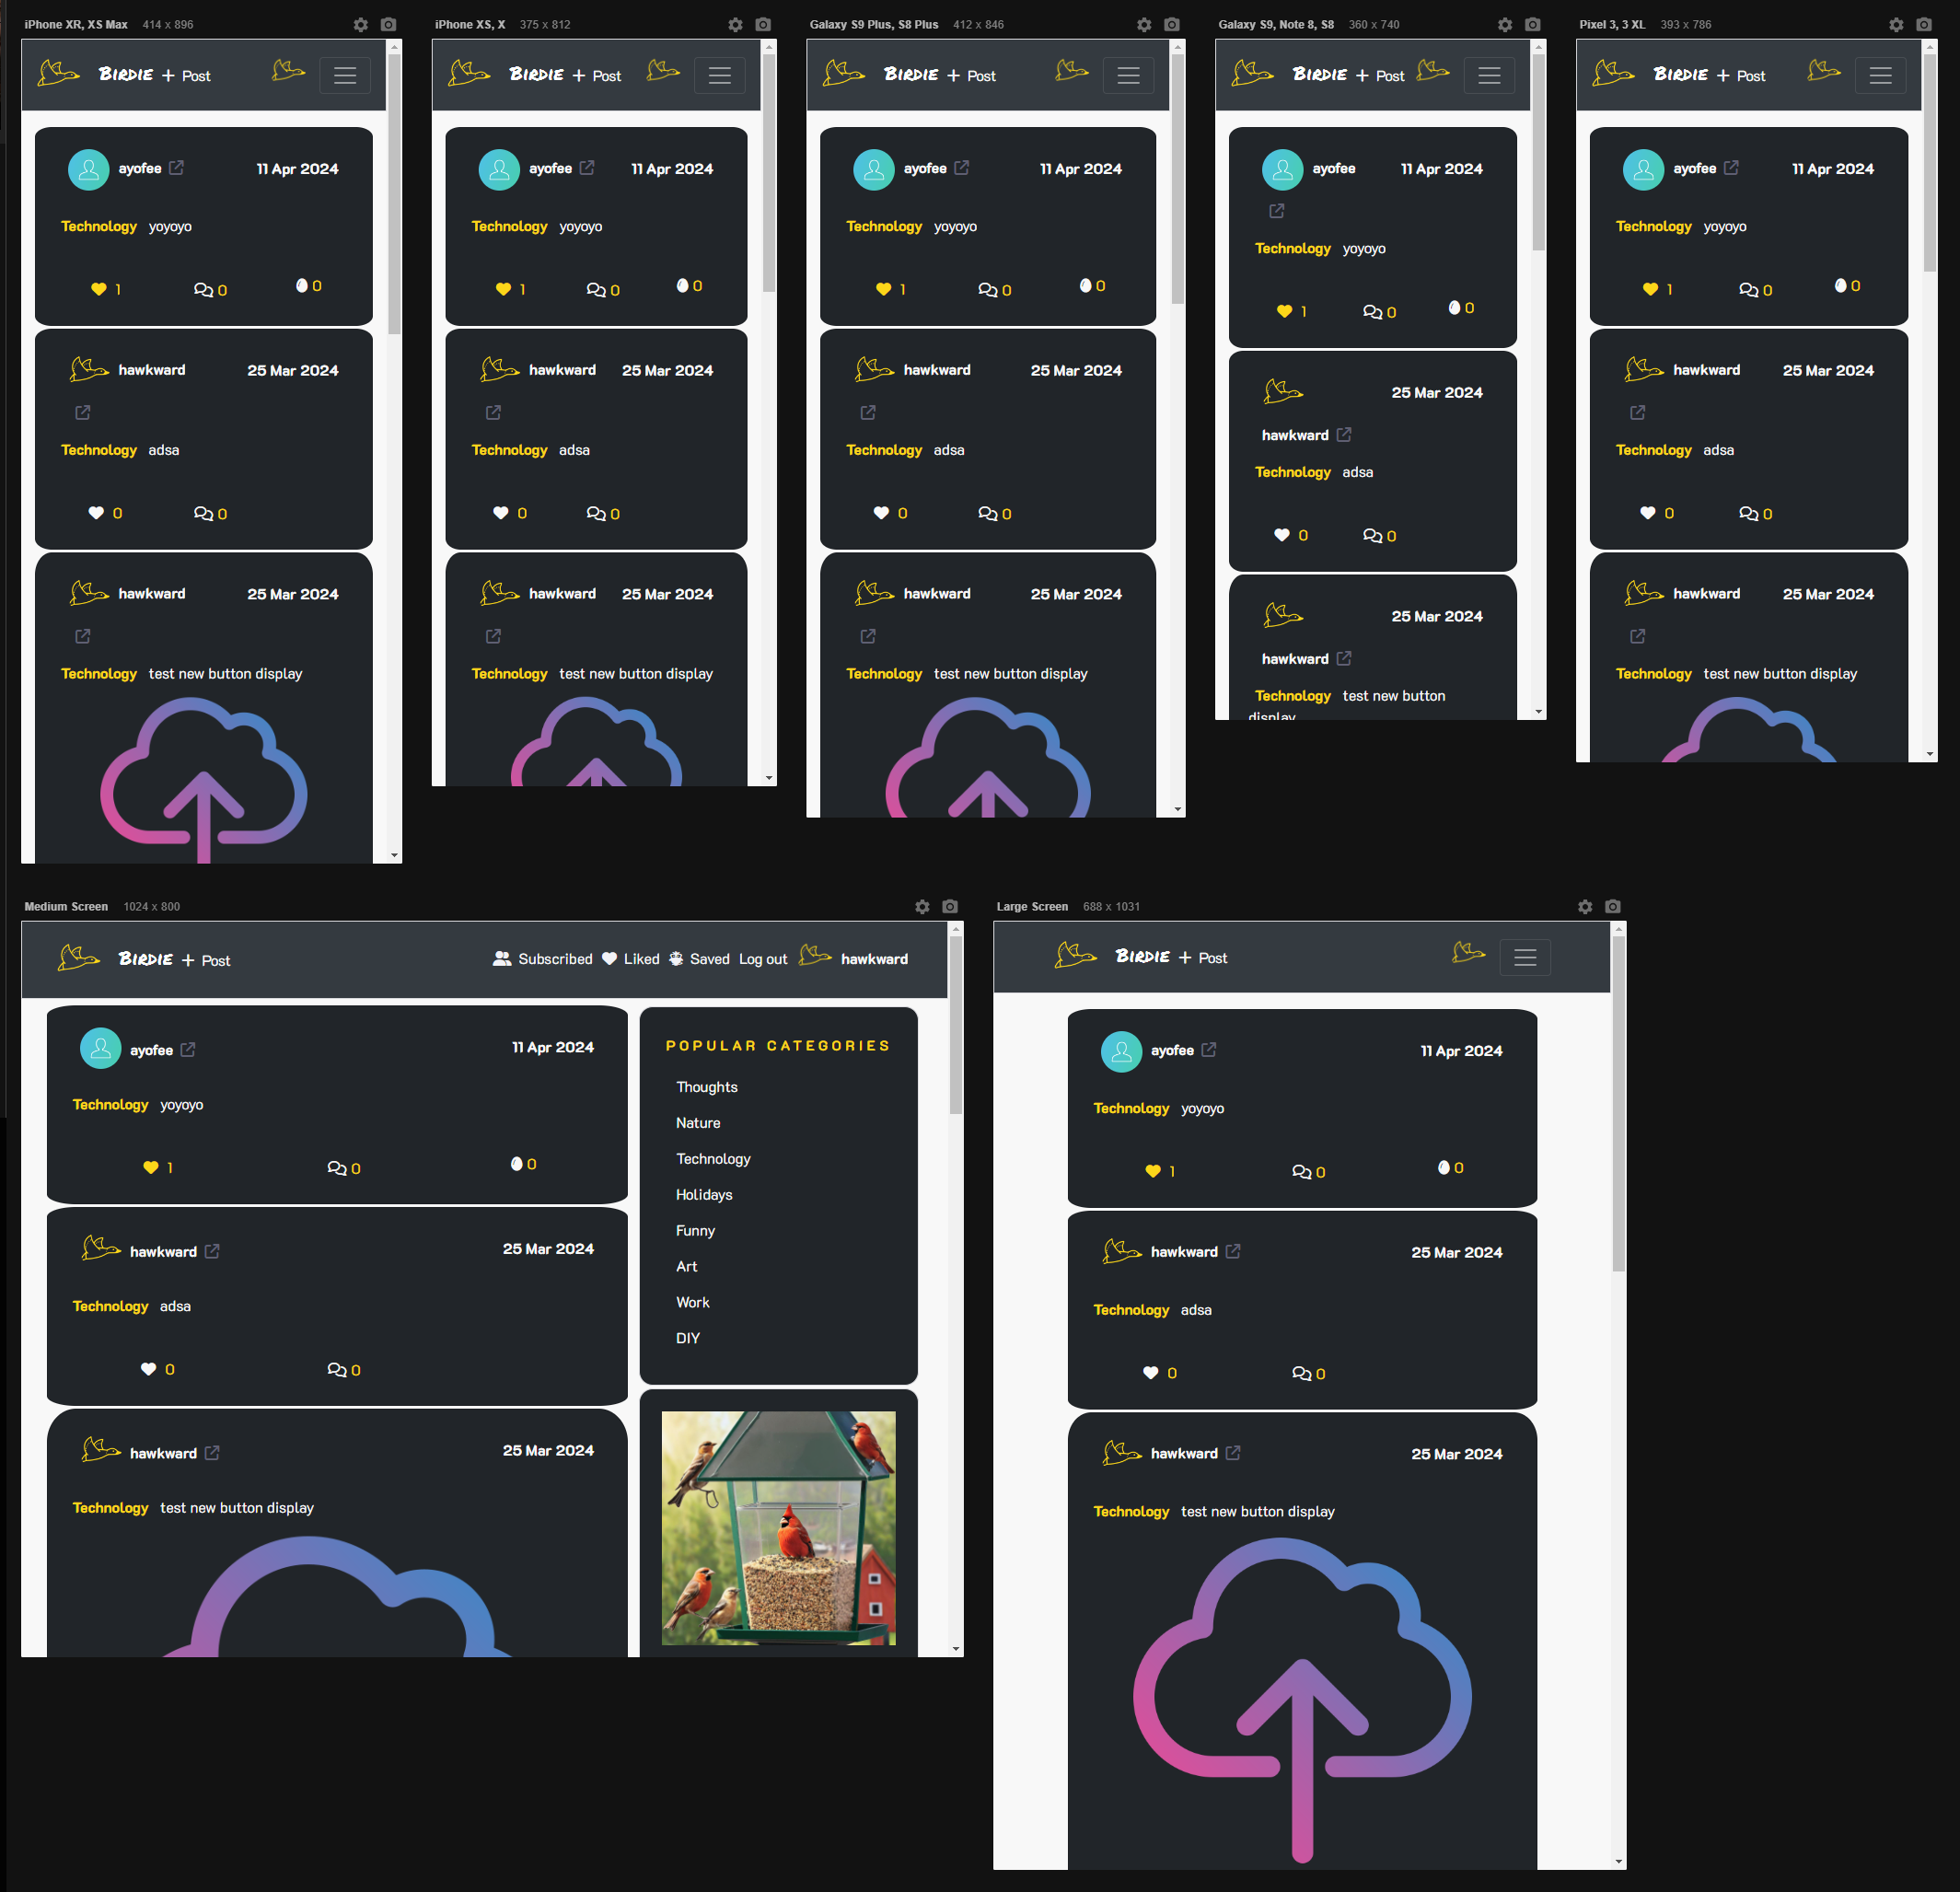 iPhone XR, XS Max 414 x 896
BIRDIE + Post
ayofee 11 Apr 2024
Technology yoyoyo
1 0 0
hawkward 25 Mar 2024
Technology adsa
0 0
hawkward 25 Mar 2024
Technology test new button display
iPhone XS, X 375 x 812
BIRDIE + Post
ayofee 11 Apr 2024
Technology yoyoyo
1 0 0
hawkward 25 Mar 2024
Technology adsa
0 0
hawkward 25 Mar 2024
Technology test new button display
Galaxy S9 Plus, S8 Plus 412 x 846
BIRDIE + Post
ayofee 11 Apr 2024
Technology yoyoyo
1 0 0
hawkward 25 Mar 2024
Technology adsa
0 0
hawkward 25 Mar 2024
Technology test new button display
Galaxy S9, Note 8, S8 360 x 740
BIRDIE + Post
ayofee 11 Apr 2024
Technology yoyoyo
1 0 0
25 Mar 2024
hawkward
Technology adsa
0 0
25 Mar 2024
hawkward
Technology test new button
display
Pixel 3, 3 XL 393 x 786
BIRDIE + Post
ayofee 11 Apr 2024
Technology yoyoyo
1 0 0
hawkward 25 Mar 2024
Technology adsa
0 0
hawkward 25 Mar 2024
Technology test new button display
Medium Screen 1024 x 800
BIRDIE + Post Subscribed Liked Saved Log out hawkward
ayofee 11 Apr 2024
Technology yoyoyo
1 0 0
hawkward 25 Mar 2024
Technology adsa
0 0
hawkward 25 Mar 2024
Technology test new button display
POPULAR CATEGORIES
Thoughts
Nature
Technology
Holidays
Funny
Art
Work
DIY
Large Screen 688 x 1031
BIRDIE + Post
ayofee 11 Apr 2024
Technology yoyoyo
1 0 0
hawkward 25 Mar 2024
Technology adsa
0 0
hawkward 25 Mar 2024
Technology test new button display